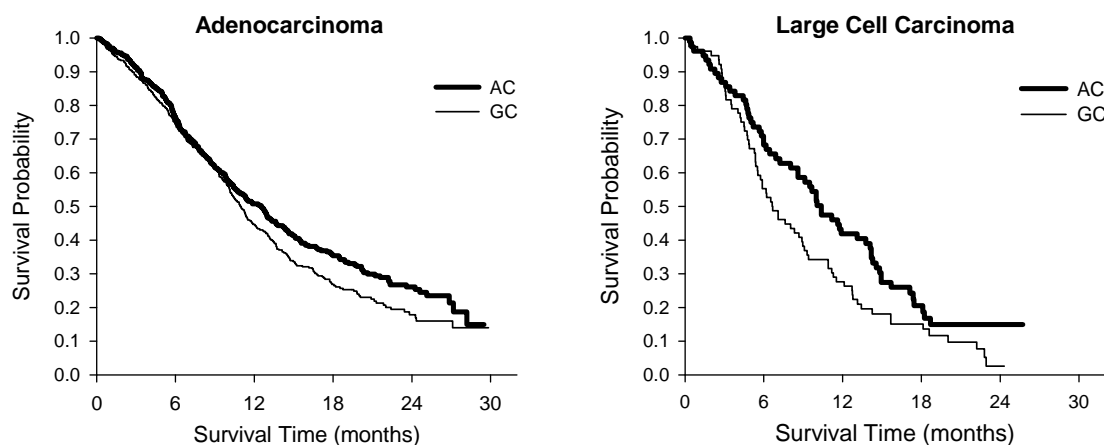 Adenocarcinoma
1.0
0.9
0.8
0.7
0.6
0.5
0.4
0.3
0.2
0.1
0.0
Survival Probability
0 6 12 18 24 30
Survival Time (months)
AC
GC
Large Cell Carcinoma
1.0
0.9
0.8
0.7
0.6
0.5
0.4
0.3
0.2
0.1
0.0
Survival Probability
0 6 12 18 24 30
Survival Time (months)
AC
GC